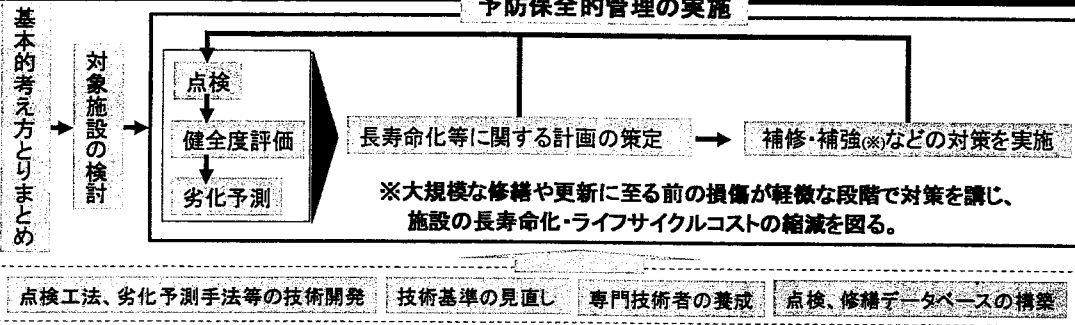 予防保全的管理の実施
基本的考え方とりまとめ
対象施設の検討
点検
健全度評価
劣化予測
長寿命化等に関する計画の策定
補修・補強(※)などの対策を実施
※大規模な修繕や更新に至る前の損傷が軽微な段階で対策を講じ、
施設の長寿命化・ライフサイクルコストの縮減を図る。
点検工法、劣化予測手法等の技術開発
技術基準の見直し
専門技術者の養成
点検、修繕データベースの構築